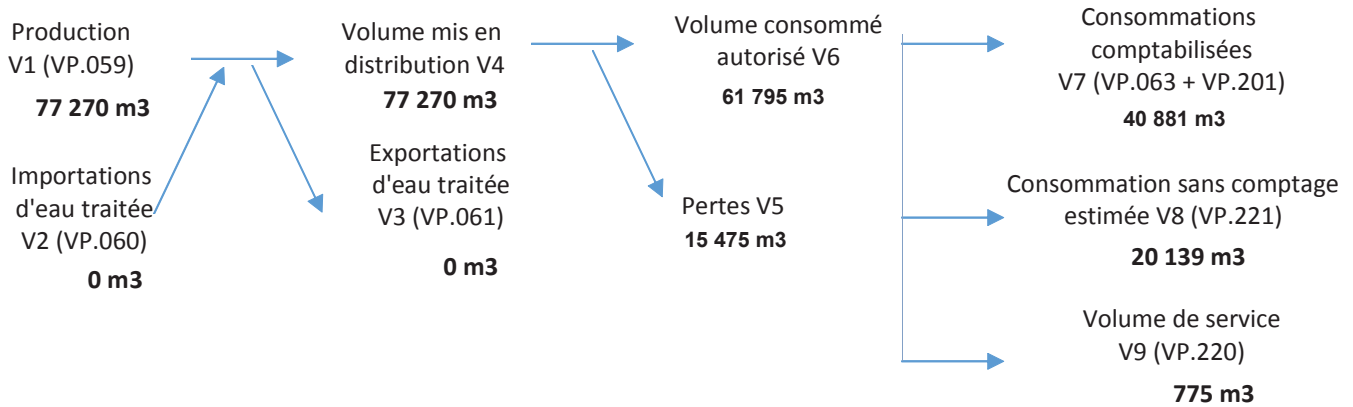 Production
V1 (VP.059)
77 270 m3
Importations
d'eau traitée
V2 (VP.060)
0 m3
Volume mis en
distribution V4
77 270 m3
Exportations
d'eau traitée
V3 (VP.061)
0 m3
Volume consommé
autorisé V6
61 795 m3
Pertes V5
15 475 m3
Consommations
comptabilisées
V7 (VP.063 + VP.201)
40 881 m3
Consommation sans comptage
estimée V8 (VP.221)
20 139 m3
Volume de service
V9 (VP.220)
775 m3